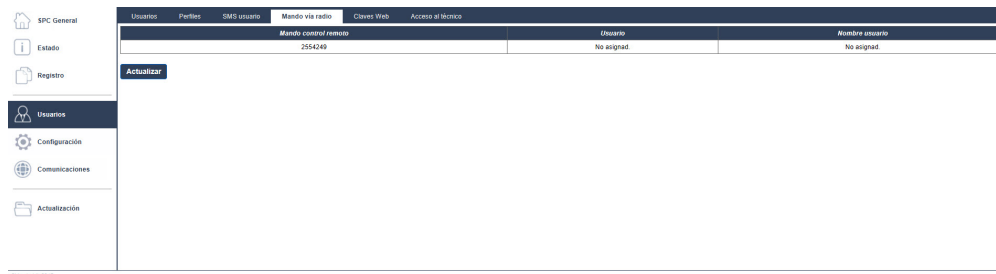 SPC General
Estado
Registro
Usuarios
Configuración
Comunicaciones
Actualización
Usuarios Perfiles SMS usuario Mando vía radio Claves Web Acceso al técnico
Mando control remoto Usuario Nombre usuario
2554249 No asignad. No asignad.
Actualizar